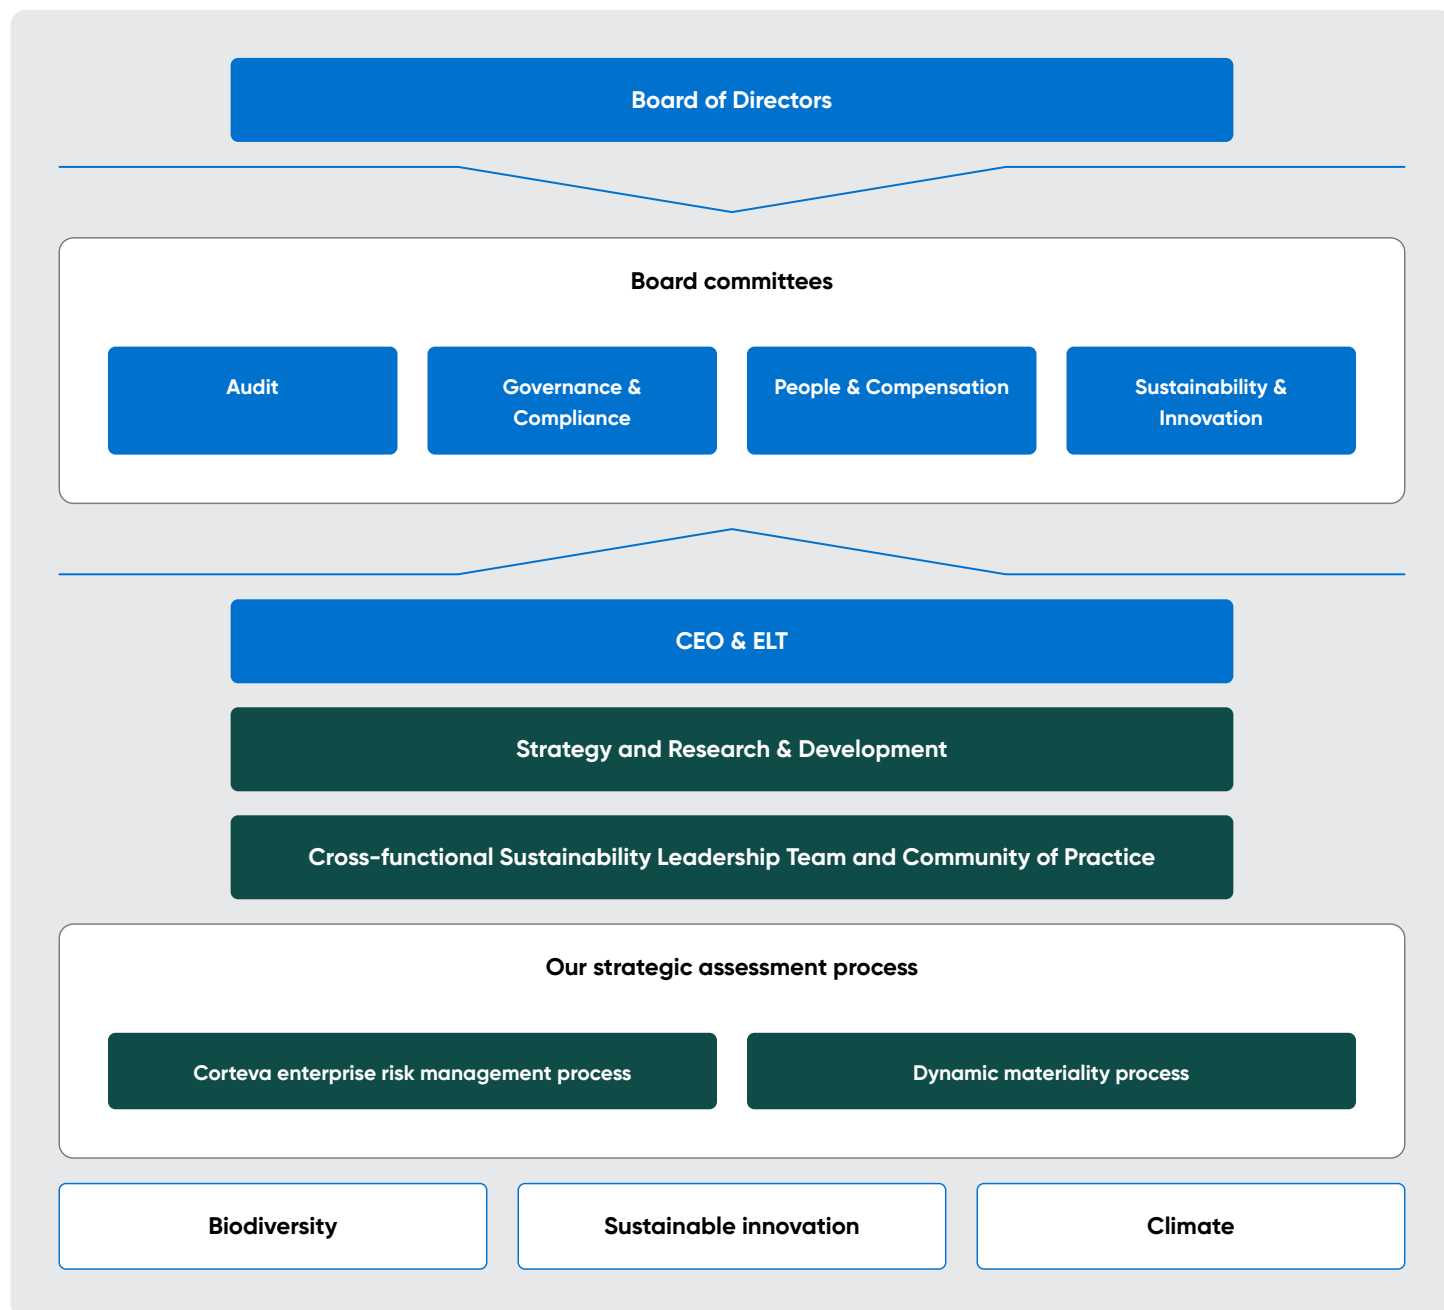 Board of Directors
Board committees
Audit
Governance &
Compliance
People & Compensation
Sustainability &
Innovation
CEO & ELT
Strategy and Research & Development
Cross-functional Sustainability Leadership Team and Community of Practice
Our strategic assessment process
Corteva enterprise risk management process
Dynamic materiality process
Biodiversity
Sustainable innovation
Climate